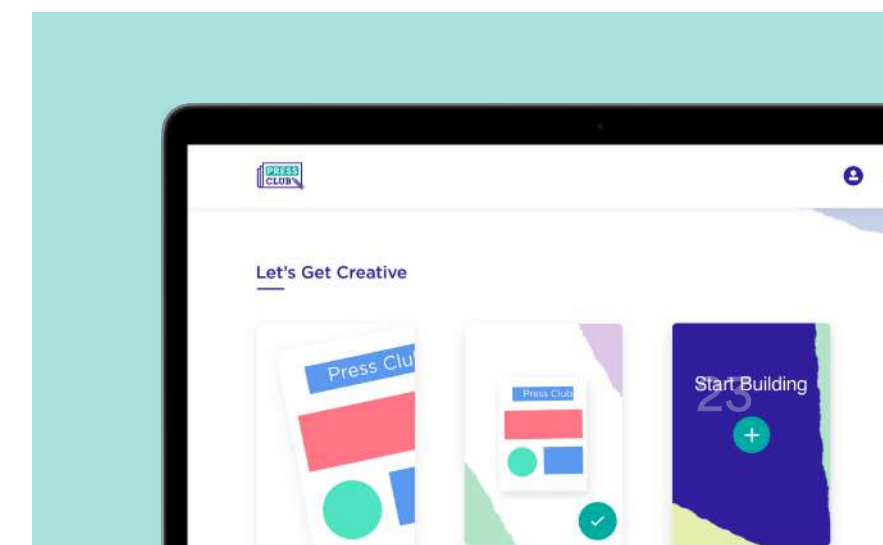 PRESS
CLUB
Let's Get Creative
Press Clu
Press Club
Start Building
23